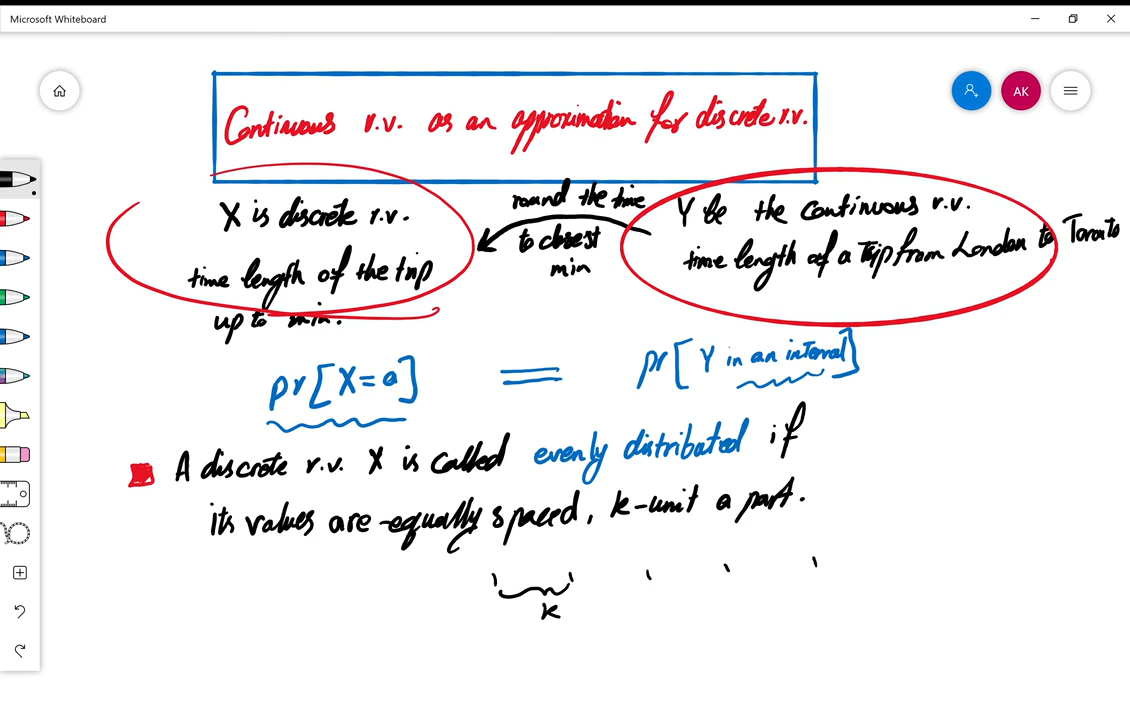 Microsoft Whiteboard
AK
Continuous r.v. as an approximation for discrete r.v.
X is discrete r.v.
time length of the trip
up to min.
round the time
to closest
min
Y be the continuous r.v.
time length of a Trip from London to Toronto
pr[X=a] = pr[Y in an interval]
A discrete r.v. X is called evenly distributed if
its values are equally spaced, k-unit a part.
k